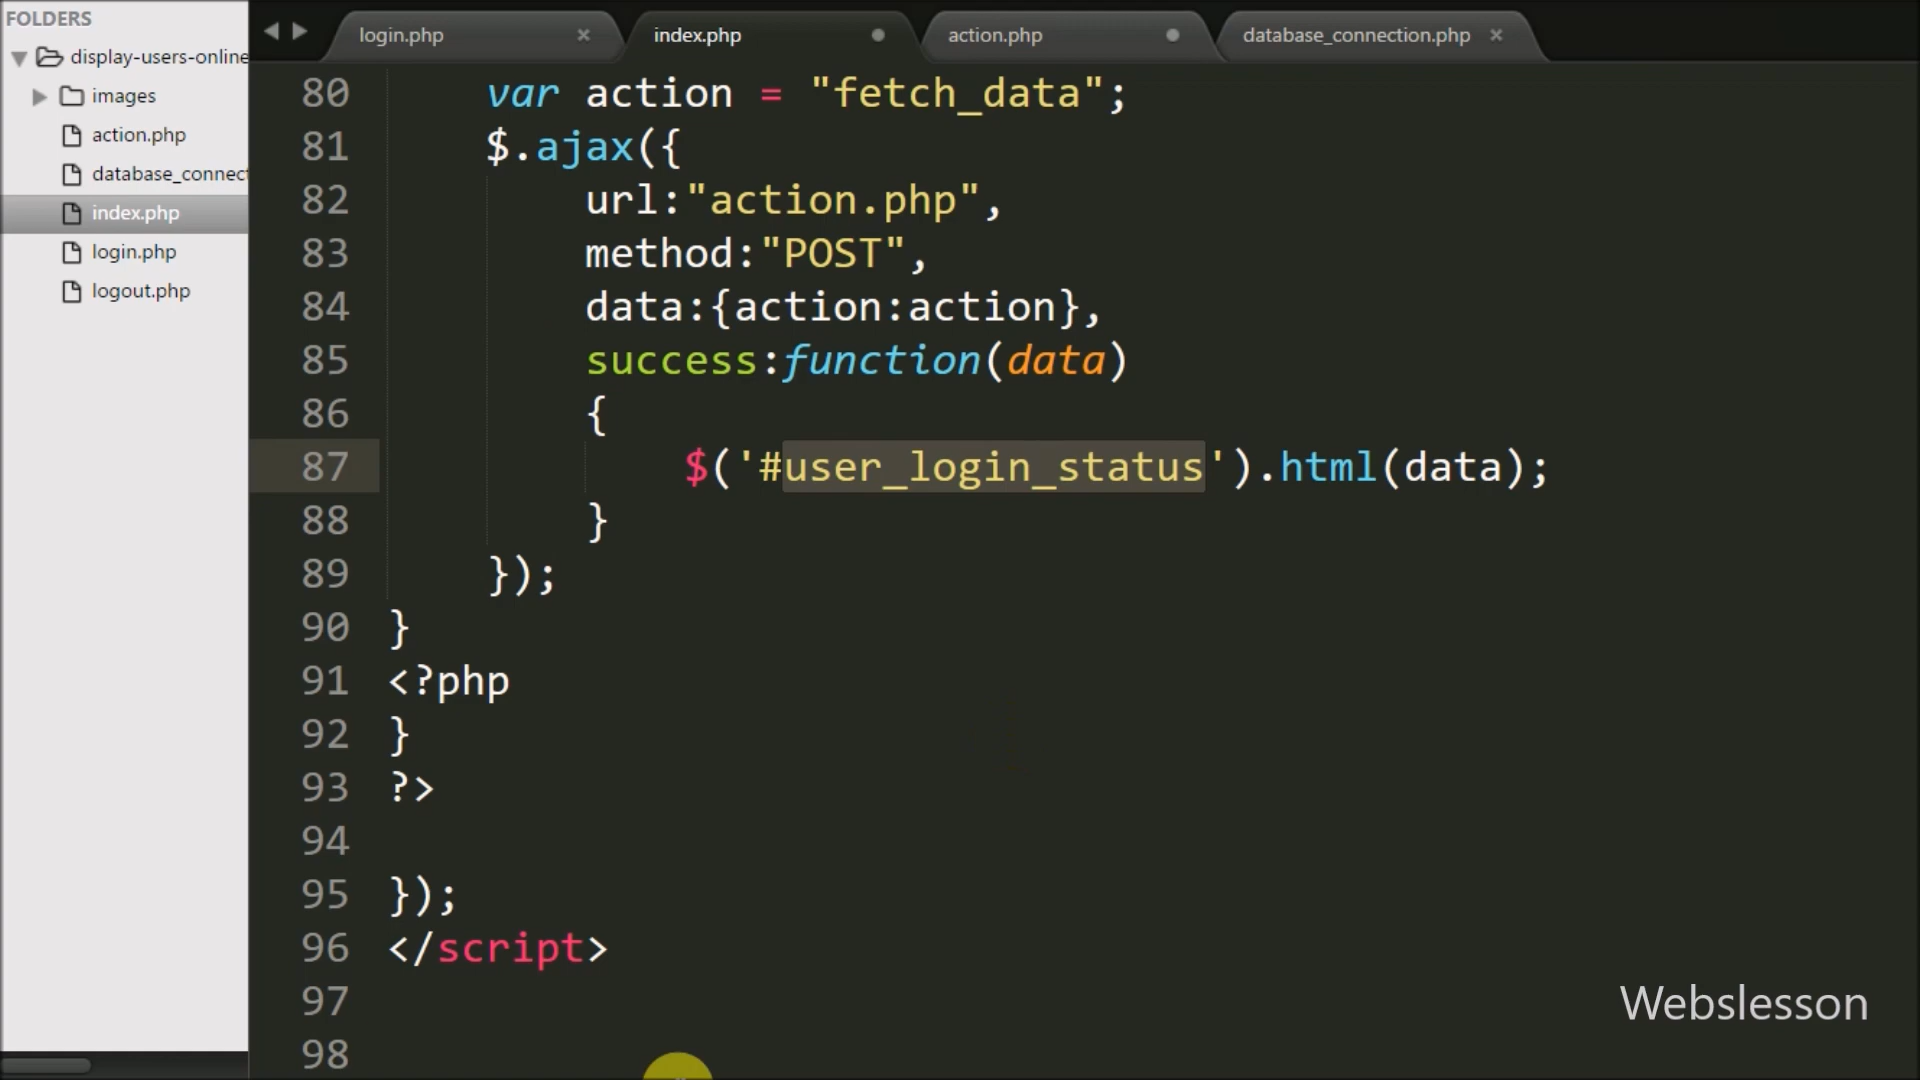 FOLDERS
display-users-online
images
action.php
database_connect
index.php
login.php
logout.php
login.php
index.php
action.php
database_connection.php
80 var action = "fetch_data";
81 $.ajax({
82 url:"action.php",
83 method:"POST",
84 data:{action:action},
85 success:function(data)
86 {
87 $('#user_login_status').html(data);
88 }
89 });
90 }
91 <?php
92 }
93 ?>
94
95 });
96 </script>
97
98
Webslesson